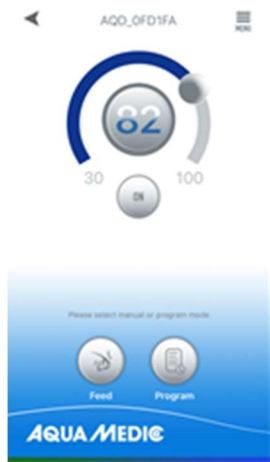 AQD_0FD1FA
MENU
82
30
100
ON
Please select manual or program mode
Feed
Program
AQUA MEDIC